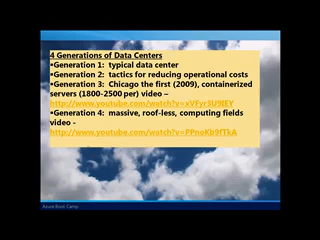 4 Generations of Data Centers
▪Generation 1:  typical data center
▪Generation 2:  tactics for reducing operational costs
▪Generation 3:  Chicago the first (2009), containerized
servers (1800-2500 per) video –
http://www.youtube.com/watch?v=xVFyrSU9IEY
▪Generation 4:  massive, roof-less, computing fields
video -
http://www.youtube.com/watch?v=PPnoKb9fTkA
Azure Boot Camp